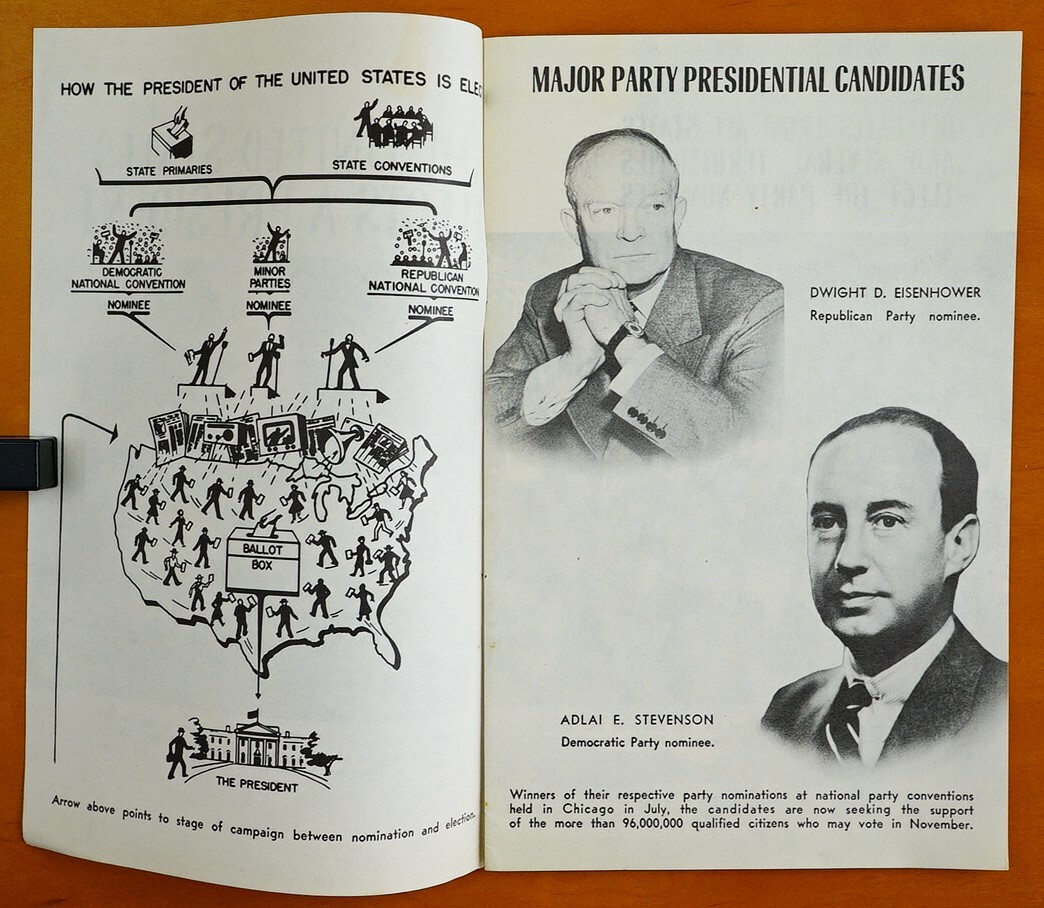 HOW THE PRESIDENT OF THE UNITED STATES IS ELEC
STATE PRIMARIES
STATE CONVENTIONS
DEMOCRATIC
NATIONAL CONVENTION
NOMINEE
MINOR
PARTIES
NOMINEE
REPUBLICAN
NATIONAL CONVENTION
NOMINEE
BALLOT
BOX
THE PRESIDENT
Arrow above points to stage of campaign between nomination and election.
MAJOR PARTY PRESIDENTIAL CANDIDATES
DWIGHT D. EISENHOWER
Republican Party nominee.
ADLAI E. STEVENSON
Democratic Party nominee.
Winners of their respective party nominations at national party conventions
held in Chicago in July, the candidates are now seeking the support
of the more than 96,000,000 qualified citizens who may vote in November.